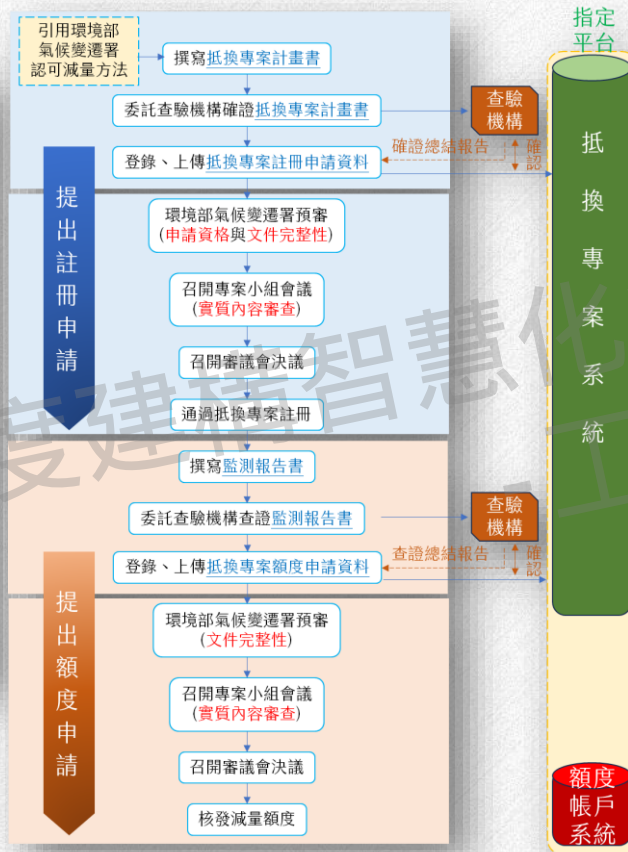 引用環境部
氣候變遷署
認可減量方法
撰寫抵換專案計畫書
委託查驗機構確證抵換專案計畫書
查驗
機構
確證總結報告
確
認
登錄、上傳抵換專案註冊申請資料
提
出
註
冊
申
請
環境部氣候變遷署預審
(申請資格與文件完整性)
召開專案小組會議
(實質內容審查)
召開審議會決議
通過抵換專案註冊
撰寫監測報告書
委託查驗機構查證監測報告書
查驗
機構
查證總結報告
確
認
登錄、上傳抵換專案額度申請資料
提
出
額
度
申
請
環境部氣候變遷署預審
(文件完整性)
召開專案小組會議
(實質內容審查)
召開審議會決議
核發減量額度
指定
平台
抵
換
專
案
系
統
額度
帳戶
系統
度建構智慧化
工